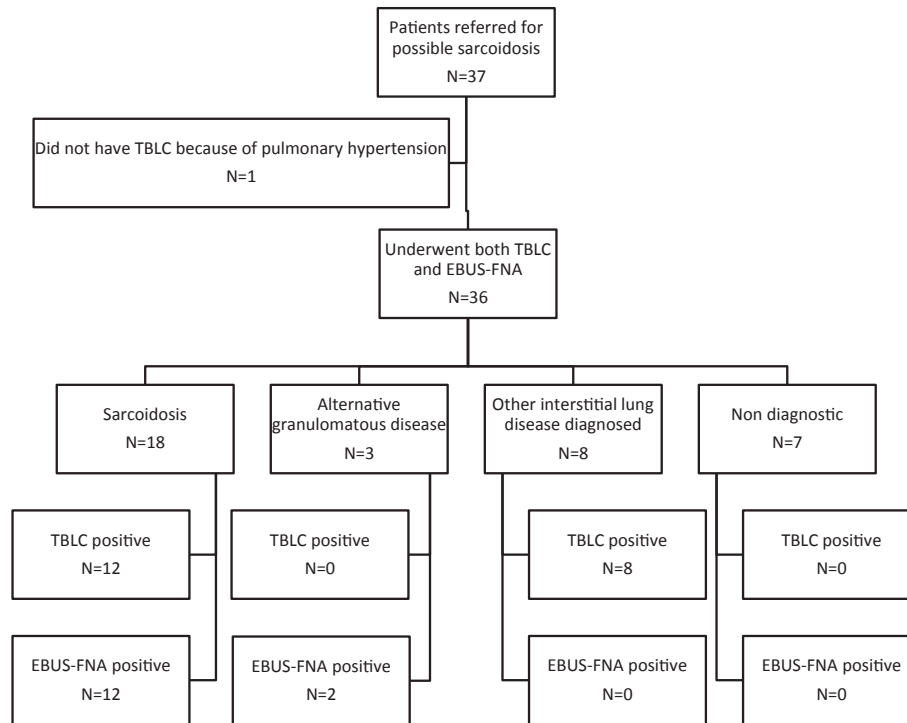 Patients referred for
possible sarcoidosis
N=37
Did not have TBLC because of pulmonary hypertension
N=1
Underwent both TBLC
and EBUS-FNA
N=36
Sarcoidosis
N=18
Alternative
granulomatous disease
N=3
Other interstitial lung
disease diagnosed
N=8
Non diagnostic
N=7
TBLC positive
N=12
TBLC positive
N=0
TBLC positive
N=8
TBLC positive
N=0
EBUS-FNA positive
N=12
EBUS-FNA positive
N=2
EBUS-FNA positive
N=0
EBUS-FNA positive
N=0